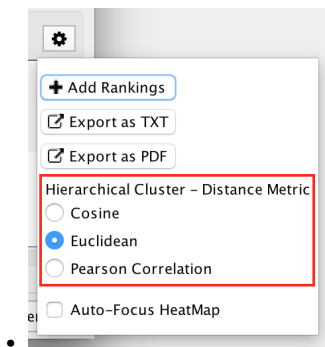 Add Rankings
Export as TXT
Export as PDF
Hierarchical Cluster – Distance Metric
Cosine
Euclidean
Pearson Correlation
Auto-Focus HeatMap